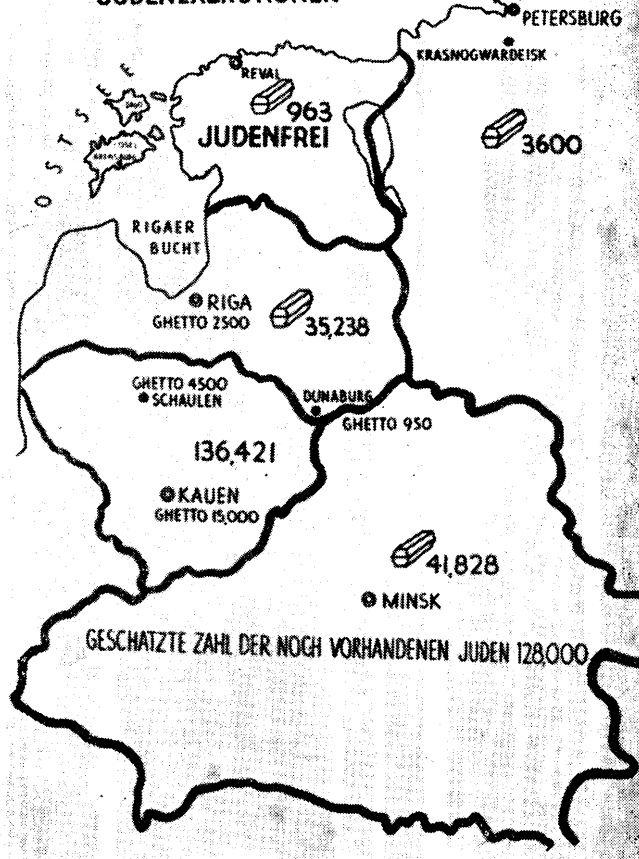 PETERSBURG
KRASNOGWARDEISK
REVAL
963
JUDENFREI
3600
OSTSEE
RIGAER
BUCHT
RIGA
GHETTO 2500
35,238
GHETTO 4500
SCHAULEN
DUNABURG
GHETTO 950
136,421
KAUEN
GHETTO 15,000
41,828
MINSK
GESCHATZTE ZAHL DER NOCH VORHANDENEN JUDEN 128,000